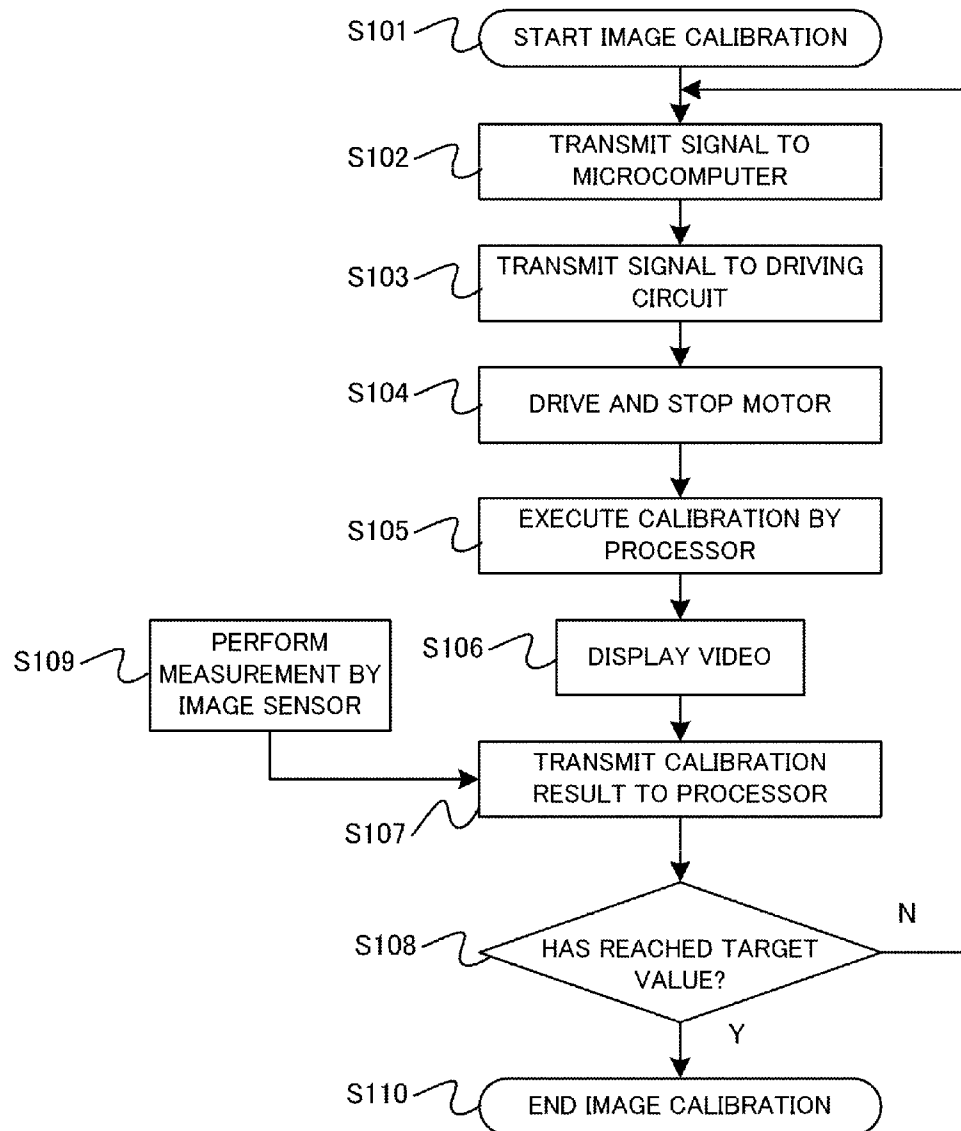 S101
START IMAGE CALIBRATION
S102
TRANSMIT SIGNAL TO
MICROCOMPUTER
S103
TRANSMIT SIGNAL TO DRIVING
CIRCUIT
S104
DRIVE AND STOP MOTOR
S105
EXECUTE CALIBRATION BY
PROCESSOR
S109
PERFORM
MEASUREMENT BY
IMAGE SENSOR
S106
DISPLAY VIDEO
S107
TRANSMIT CALIBRATION
RESULT TO PROCESSOR
S108
HAS REACHED TARGET
VALUE?
N
Y
S110
END IMAGE CALIBRATION